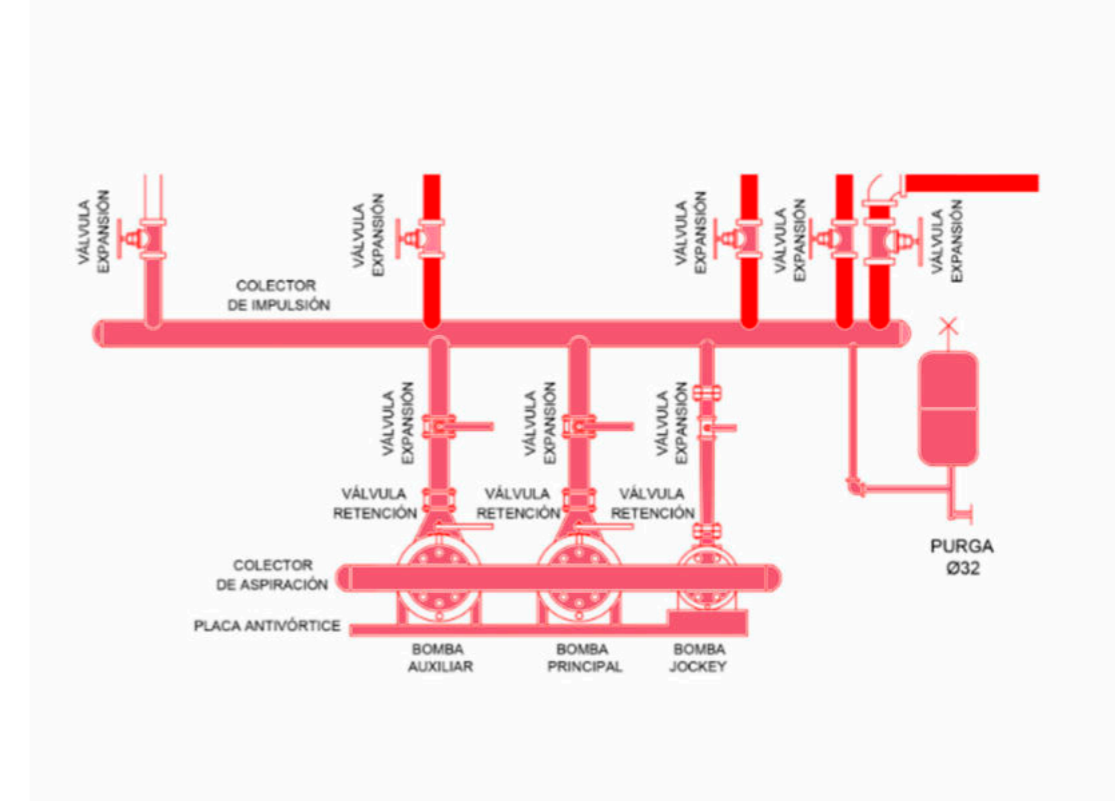 VÁLVULA
EXPANSIÓN
VÁLVULA
EXPANSIÓN
VÁLVULA
EXPANSIÓN
VÁLVULA
EXPANSIÓN
VÁLVULA
EXPANSIÓN
COLECTOR
DE IMPULSIÓN
VÁLVULA
EXPANSIÓN
VÁLVULA
EXPANSIÓN
VÁLVULA
EXPANSIÓN
VÁLVULA
RETENCIÓN
VÁLVULA
RETENCIÓN
VÁLVULA
RETENCIÓN
PURGA
Ø32
COLECTOR
DE ASPIRACIÓN
PLACA ANTIVÓRTICE
BOMBA
AUXILIAR
BOMBA
PRINCIPAL
BOMBA
JOCKEY